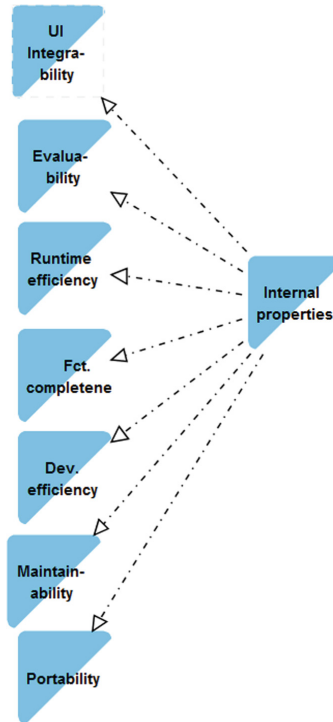 UI
Integra-
bility
Evalua-
bility
Runtime
efficiency
Internal
properties
Fct.
completene
Dev.
efficiency
Maintain-
ability
Portability